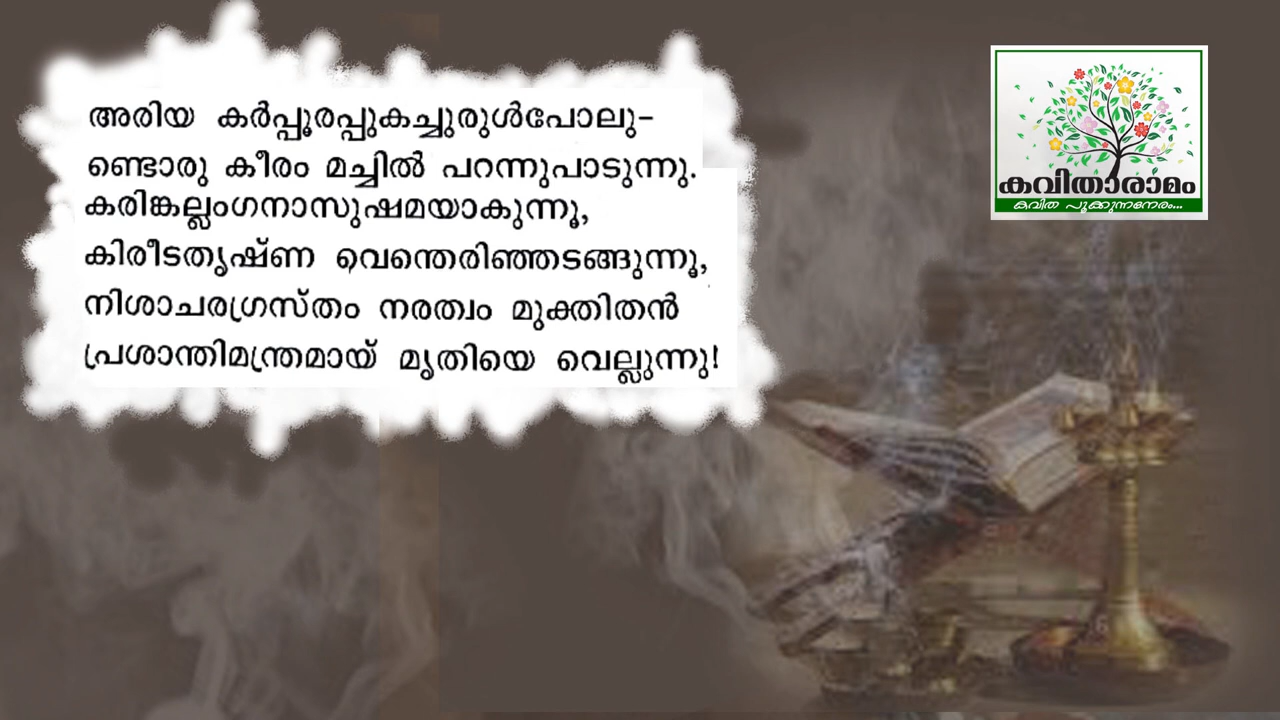 അരിയ കർപ്പൂരപ്പുകച്ചുരുൾപോലു–
ണ്ടൊരു കീരം മച്ചിൽ പറന്നുപാടുന്നു.
കരിങ്കല്ലംഗനാസുഷമയാകുന്നൂ,
കിരീടതൃഷ്ണ വെന്തെരിഞ്ഞടങ്ങുന്നൂ,
നിശാചരഗ്രസ്തം നരത്വം മുക്തിതൻ
പ്രശാന്തിമന്ത്രമായ് മൃതിയെ വെല്ലുന്നു!
കവിതാരാമം
കവിത പൂക്കുന്നനേരം...